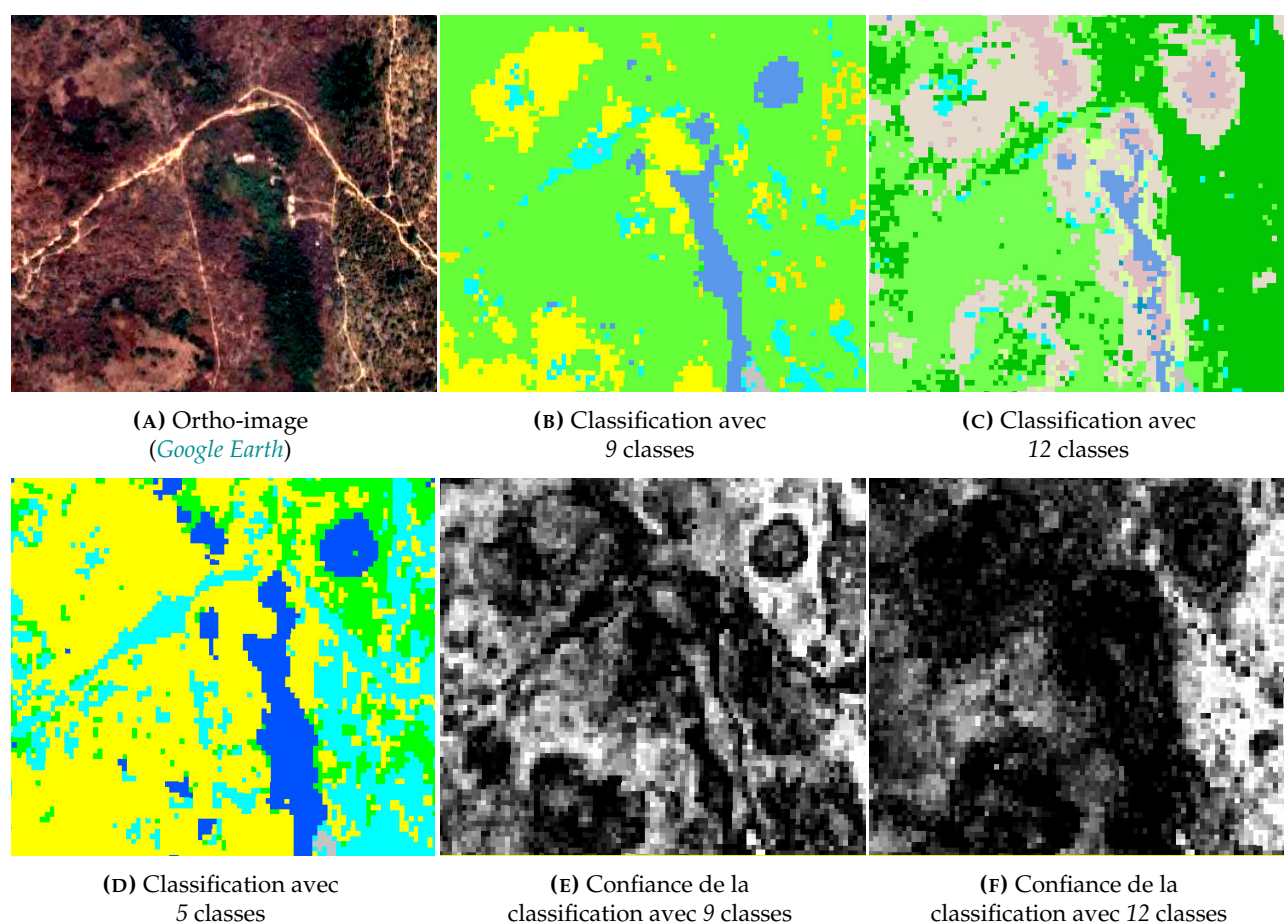 (A) Ortho-image
(Google Earth)
(B) Classification avec
9 classes
(C) Classification avec
12 classes
(D) Classification avec
5 classes
(E) Confiance de la
classification avec 9 classes
(F) Confiance de la
classification avec 12 classes